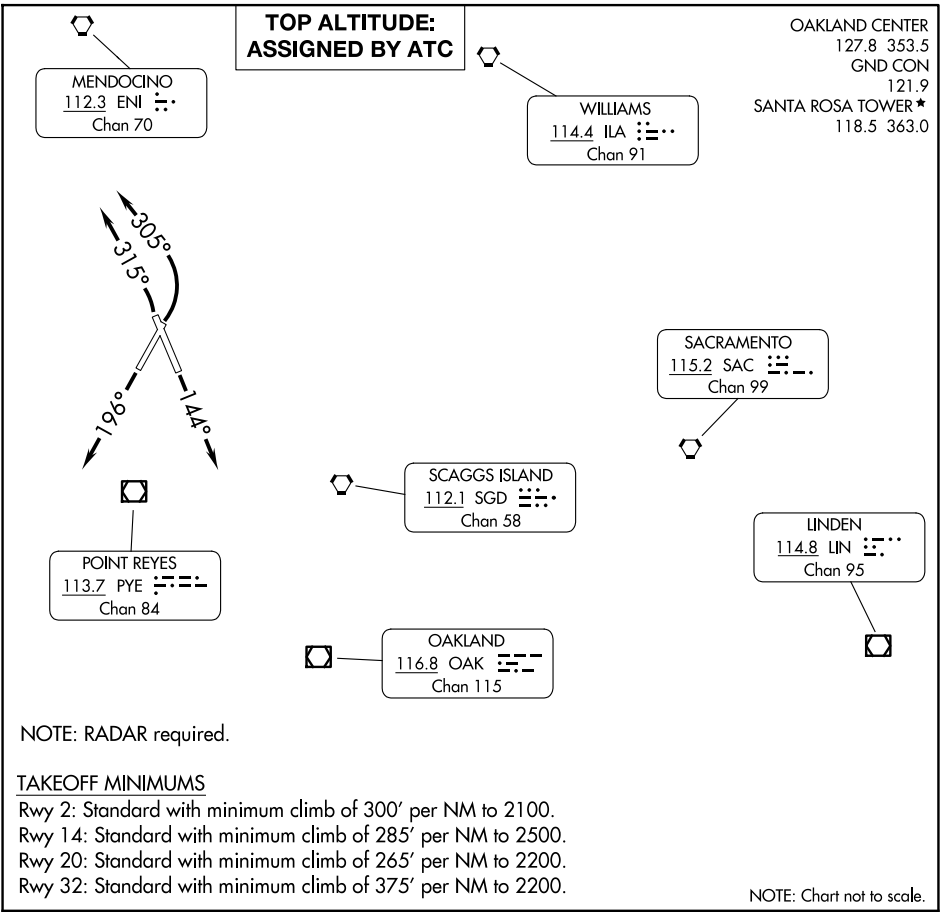 TOP ALTITUDE:
ASSIGNED BY ATC
OAKLAND CENTER
127.8 353.5
GND CON
121.9
SANTA ROSA TOWER★
118.5 363.0
MENDOCINO
112.3 ENI
Chan 70
WILLIAMS
114.4 ILA
Chan 91
305°
315°
196°
144°
SACRAMENTO
115.2 SAC
Chan 99
SCAGGS ISLAND
112.1 SGD
Chan 58
LINDEN
114.8 LIN
Chan 95
POINT REYES
113.7 PYE
Chan 84
OAKLAND
116.8 OAK
Chan 115
NOTE: RADAR required.
TAKEOFF MINIMUMS
Rwy 2: Standard with minimum climb of 300' per NM to 2100.
Rwy 14: Standard with minimum climb of 285' per NM to 2500.
Rwy 20: Standard with minimum climb of 265' per NM to 2200.
Rwy 32: Standard with minimum climb of 375' per NM to 2200.
NOTE: Chart not to scale.